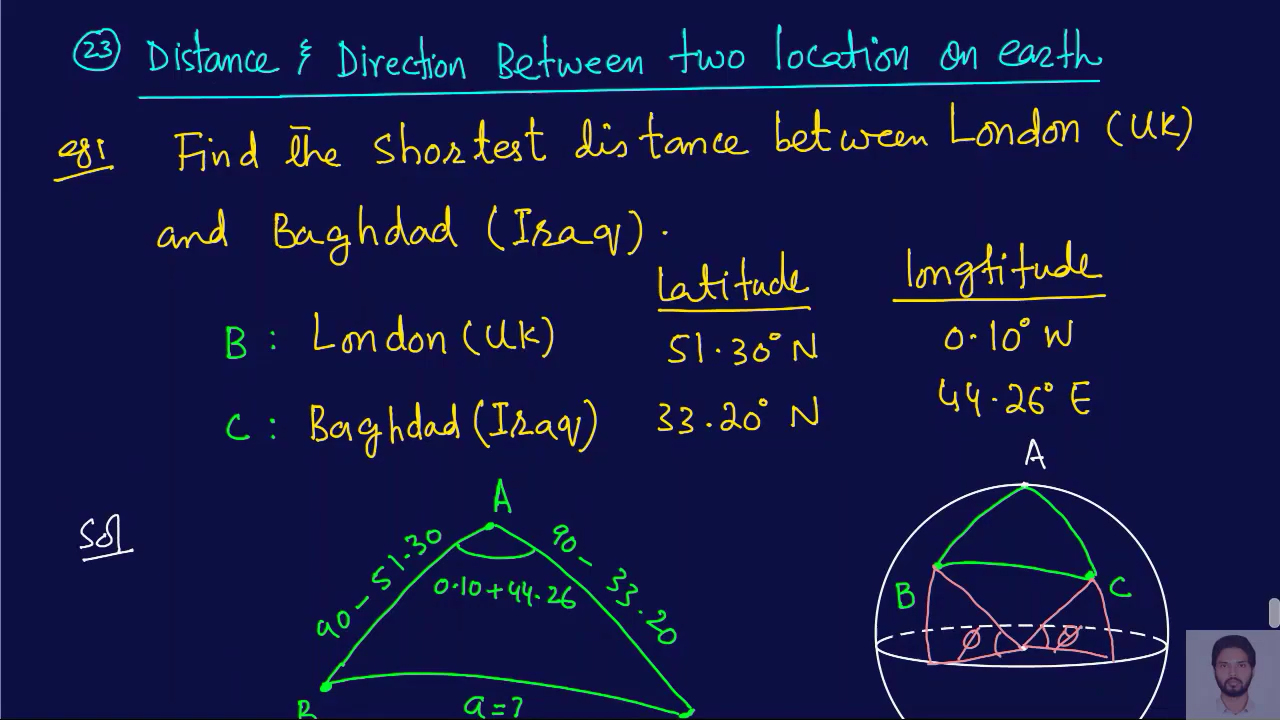 23 Distance & Direction Between two location on earth
eg:1 Find the shortest distance between London (UK)
and Baghdad (Iraq).
Latitude longtitude
B: London (UK) 51.30° N 0.10° W
C: Baghdad (Iraq) 33.20° N 44.26° E
Sol
A
90 - 51.30
90 - 33.20
0.10 + 44.26
B
a = ?
A
B
C
φ
φ